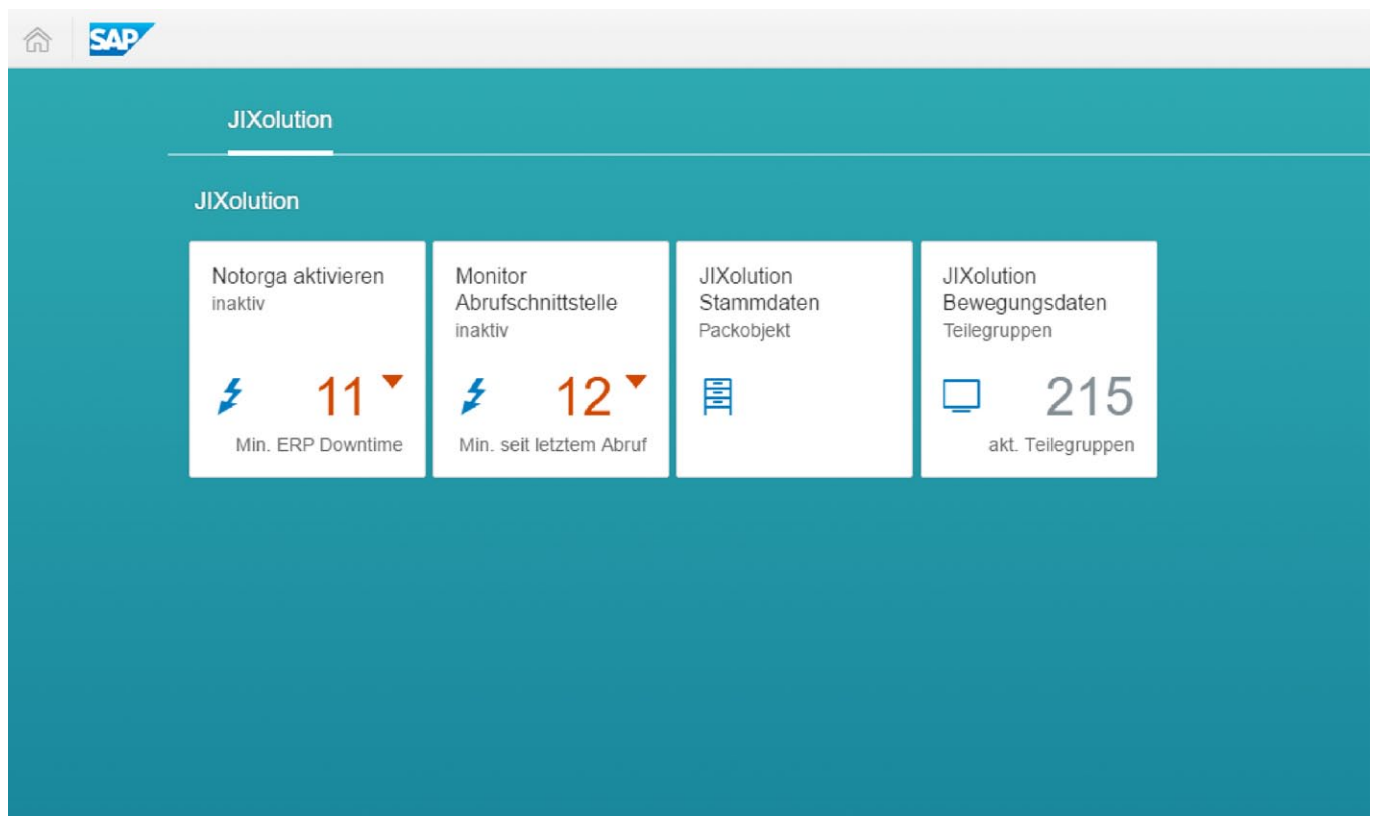 SAP
JIXolution
JIXolution
Notorga aktivieren
inaktiv
11
Min. ERP Downtime
Monitor
Abrufschnittstelle
inaktiv
12
Min. seit letztem Abruf
JIXolution
Stammdaten
Packobjekt
JIXolution
Bewegungsdaten
Teilegruppen
215
akt. Teilegruppen